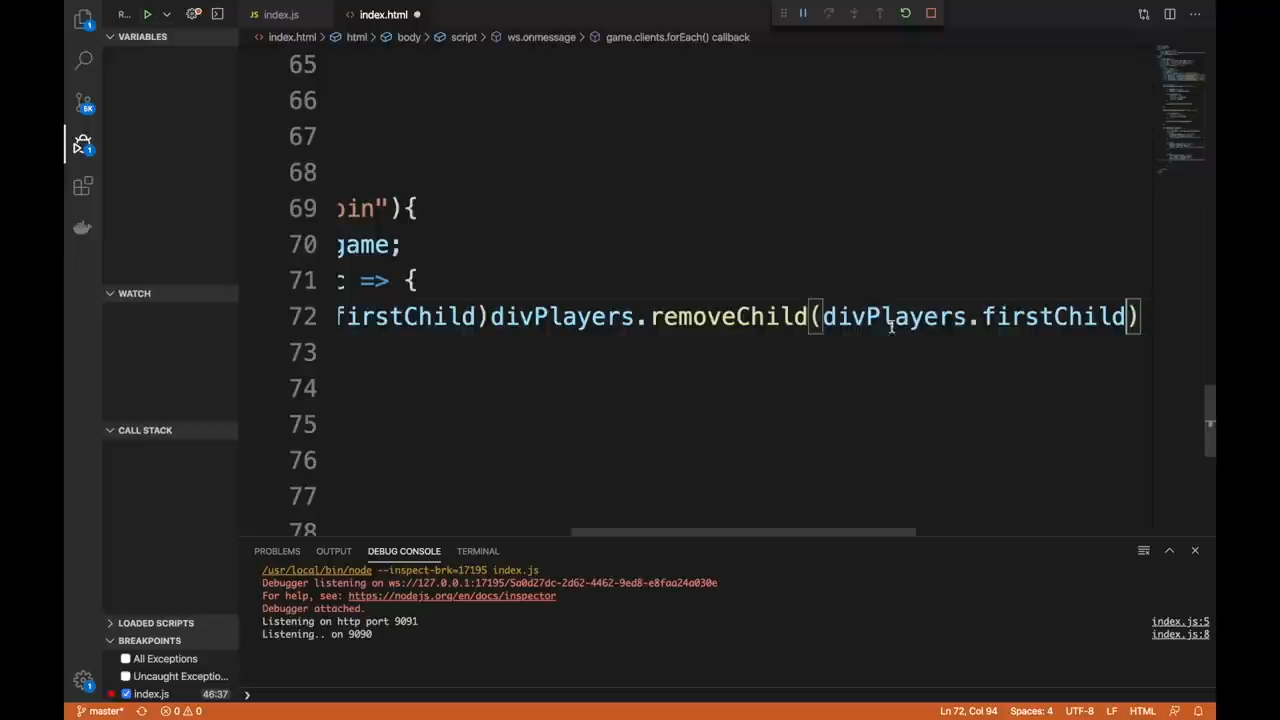 R...
index.js
index.html
VARIABLES
index.html > html > body > script > ws.onmessage > game.clients.forEach() callback
65
66
67
68
69 oin"){
70 game;
71 c => {
72 firstChild)divPlayers.removeChild(divPlayers.firstChild)
73
74
75
76
77
78
5K
1
1
WATCH
CALL STACK
LOADED SCRIPTS
BREAKPOINTS
All Exceptions
Uncaught Exceptio...
index.js 46:37
PROBLEMS OUTPUT DEBUG CONSOLE TERMINAL
/usr/local/bin/node --inspect-brk=17195 index.js
Debugger listening on ws://127.0.0.1:17195/5a0d27dc-2d62-4462-9ed8-e8faa24a030e
For help, see: https://nodejs.org/en/docs/inspector
Debugger attached.
Listening on http port 9091 index.js:5
Listening.. on 9090 index.js:8
1
master* 0 0 Ln 72, Col 94 Spaces: 4 UTF-8 LF HTML